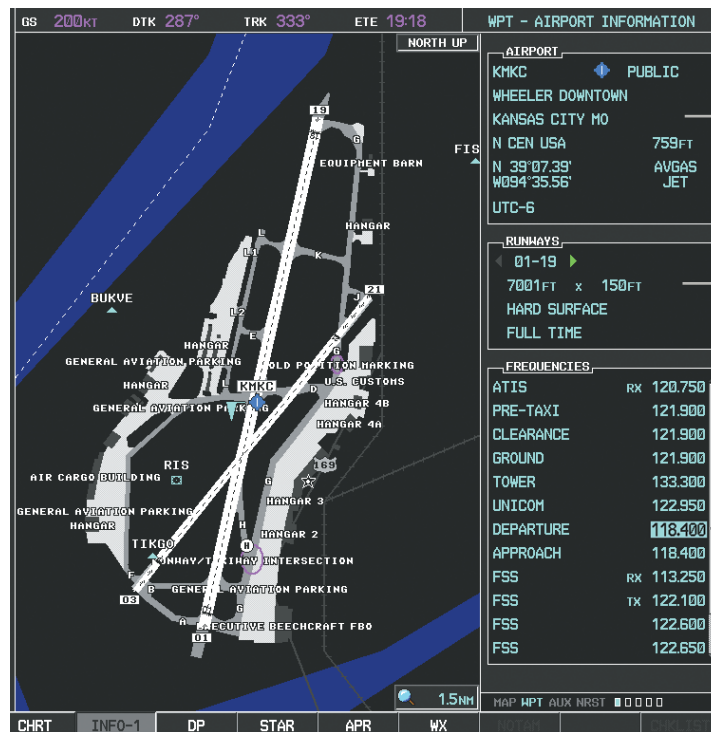 GS 200KT DTK 287° TRK 333° ETE 19:18 WPT – AIRPORT INFORMATION
NORTH UP
19
G
EQUIPMENT BARN
FIS
HANGAR
L
L1
K
21
J
BUKVE
L2
E
HANGAR
G
GENERAL AVIATION PARKING
OLD POSITION MARKING
HANGAR
L
KMKC
D
U.S. CUSTOMS
GENERAL AVIATION PARKING
HANGAR 4B
HANGAR 4A
RIS
169
AIR CARGO BUILDING
G
HANGAR 3
GENERAL AVIATION PARKING
HANGAR
H
HANGAR 2
TIKGO
H
RUNWAY/TAXIWAY INTERSECTION
F
B
GENERAL AVIATION PARKING
03
G
A
EXECUTIVE BEECHCRAFT FBO
01
1.5NM
AIRPORT
KMKC PUBLIC
WHEELER DOWNTOWN
KANSAS CITY MO
N CEN USA 759FT
N 39°07.39' AVGAS
W094°35.56' JET
UTC-6
RUNWAYS
01-19
7001FT x 150FT
HARD SURFACE
FULL TIME
FREQUENCIES
ATIS RX 120.750
PRE-TAXI 121.900
CLEARANCE 121.900
GROUND 121.900
TOWER 133.300
UNICOM 122.950
DEPARTURE 118.400
APPROACH 118.400
FSS RX 113.250
FSS TX 122.100
FSS 122.600
FSS 122.650
MAP WPT AUX NRST
CHRT INFO-1 DP STAR APR WX NOTAM CHKLIST